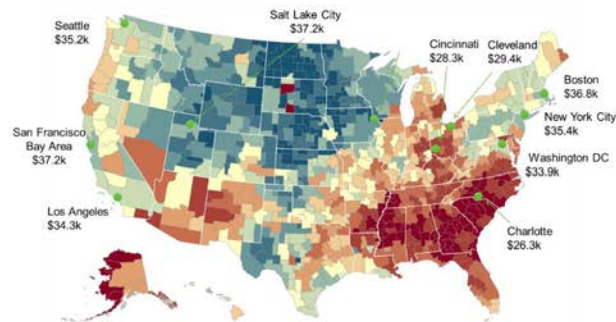 Salt Lake City
$37.2k
Seattle
$35.2k
Cincinnati
$28.3k
Cleveland
$29.4k
Boston
$36.8k
New York City
$35.4k
San Francisco
Bay Area
$37.2k
Washington DC
$33.9k
Los Angeles
$34.3k
Charlotte
$26.3k